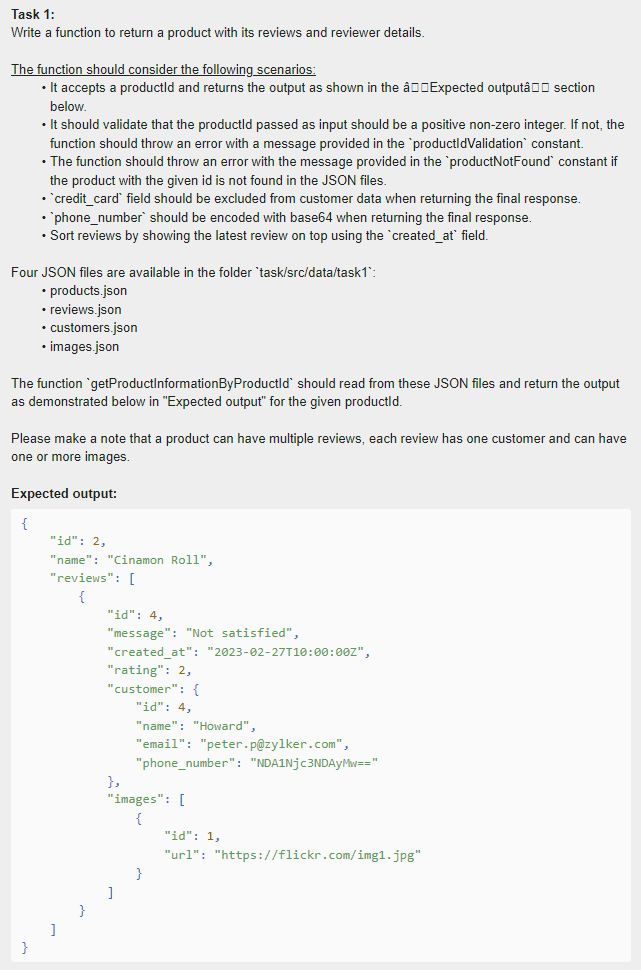 Task 1:
Write a function to return a product with its reviews and reviewer details.
The function should consider the following scenarios:
• It accepts a productId and returns the output as shown in the â□□Expected outputâ□□ section
below.
• It should validate that the productId passed as input should be a positive non-zero integer. If not, the
function should throw an error with a message provided in the `productIdValidation` constant.
• The function should throw an error with the message provided in the `productNotFound` constant if
the product with the given id is not found in the JSON files.
• `credit_card` field should be excluded from customer data when returning the final response.
• `phone_number` should be encoded with base64 when returning the final response.
• Sort reviews by showing the latest review on top using the `created_at` field.
Four JSON files are available in the folder `task/src/data/task1`:
• products.json
• reviews.json
• customers.json
• images.json
The function `getProductInformationByProductId` should read from these JSON files and return the output
as demonstrated below in "Expected output" for the given productId.
Please make a note that a product can have multiple reviews, each review has one customer and can have
one or more images.
Expected output:
{
"id": 2,
"name": "Cinamon Roll",
"reviews": [
{
"id": 4,
"message": "Not satisfied",
"created_at": "2023-02-27T10:00:00Z",
"rating": 2,
"customer": {
"id": 4,
"name": "Howard",
"email": "peter.p@zylker.com",
"phone_number": "NDA1Njc3NDAyMw=="
},
"images": [
{
"id": 1,
"url": "https://flickr.com/img1.jpg"
}
]
}
]
}